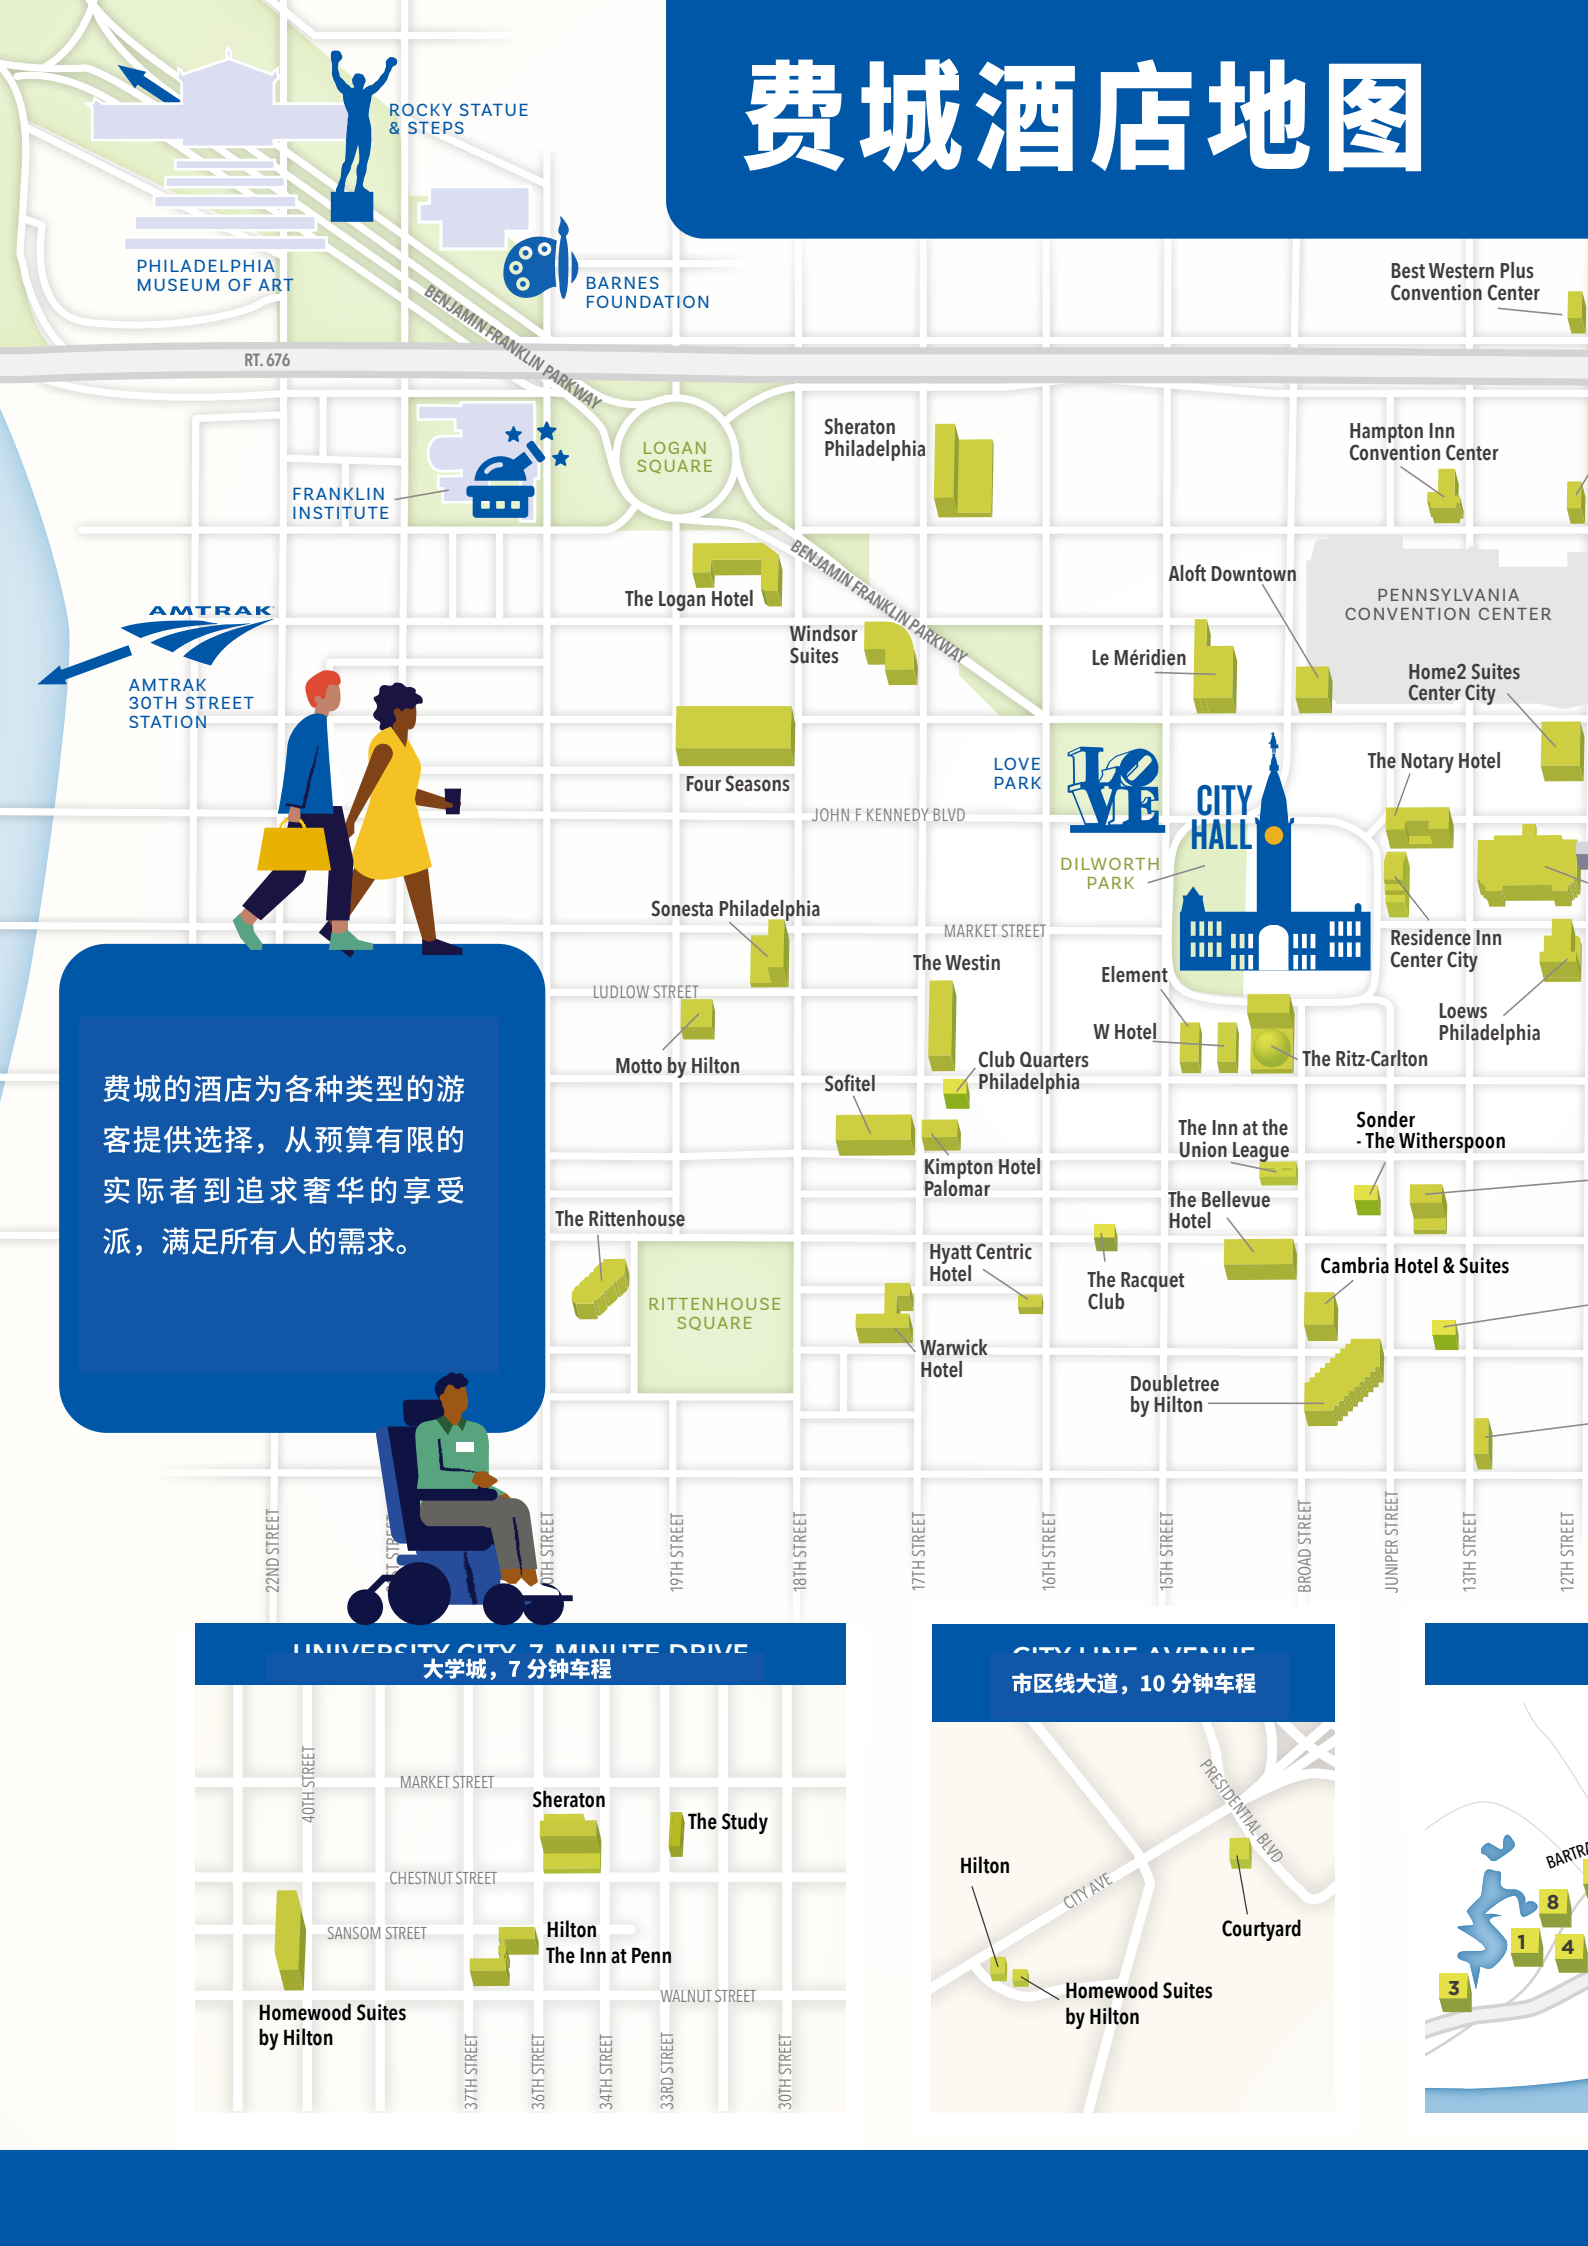 费城酒店地图
ROCKY STATUE
& STEPS
PHILADELPHIA
MUSEUM OF ART
BARNES
FOUNDATION
BENJAMIN FRANKLIN PARKWAY
RT. 676
Best Western Plus
Convention Center
LOGAN
SQUARE
FRANKLIN
INSTITUTE
Sheraton
Philadelphia
Hampton Inn
Convention Center
The Logan Hotel
BENJAMIN FRANKLIN PARKWAY
Aloft Downtown
PENNSYLVANIA
CONVENTION CENTER
AMTRAK
AMTRAK
30TH STREET
STATION
Windsor
Suites
Le Méridien
Home2 Suites
Center City
Four Seasons
LOVE
PARK
LOVE
CITY
HALL
The Notary Hotel
JOHN F KENNEDY BLVD
DILWORTH
PARK
Sonesta Philadelphia
MARKET STREET
Residence Inn
Center City
The Westin
Element
LUDLOW STREET
Loews
Philadelphia
W Hotel
Motto by Hilton
Club Quarters
Philadelphia
The Ritz-Carlton
Sofitel
费城的酒店为各种类型的游
客提供选择，从预算有限的
实际者到追求奢华的享受
派，满足所有人的需求。
The Inn at the
Union League
Sonder
- The Witherspoon
Kimpton Hotel
Palomar
The Bellevue
Hotel
The Rittenhouse
Hyatt Centric
Hotel
The Racquet
Club
Cambria Hotel & Suites
RITTENHOUSE
SQUARE
Warwick
Hotel
Doubletree
by Hilton
22ND STREET
19TH STREET
18TH STREET
17TH STREET
16TH STREET
15TH STREET
BROAD STREET
JUNIPER STREET
13TH STREET
12TH STREET
UNIVERSITY CITY, 7-MINUTE DRIVE
大学城，7 分钟车程
CITY LINE AVENUE
市区线大道，10 分钟车程
40TH STREET
MARKET STREET
Sheraton
The Study
CHESTNUT STREET
SANSOM STREET
Hilton
The Inn at Penn
WALNUT STREET
Homewood Suites
by Hilton
37TH STREET
36TH STREET
34TH STREET
33RD STREET
30TH STREET
PRESIDENTIAL BLVD
Hilton
CITY AVE
Courtyard
Homewood Suites
by Hilton
8
1
4
3